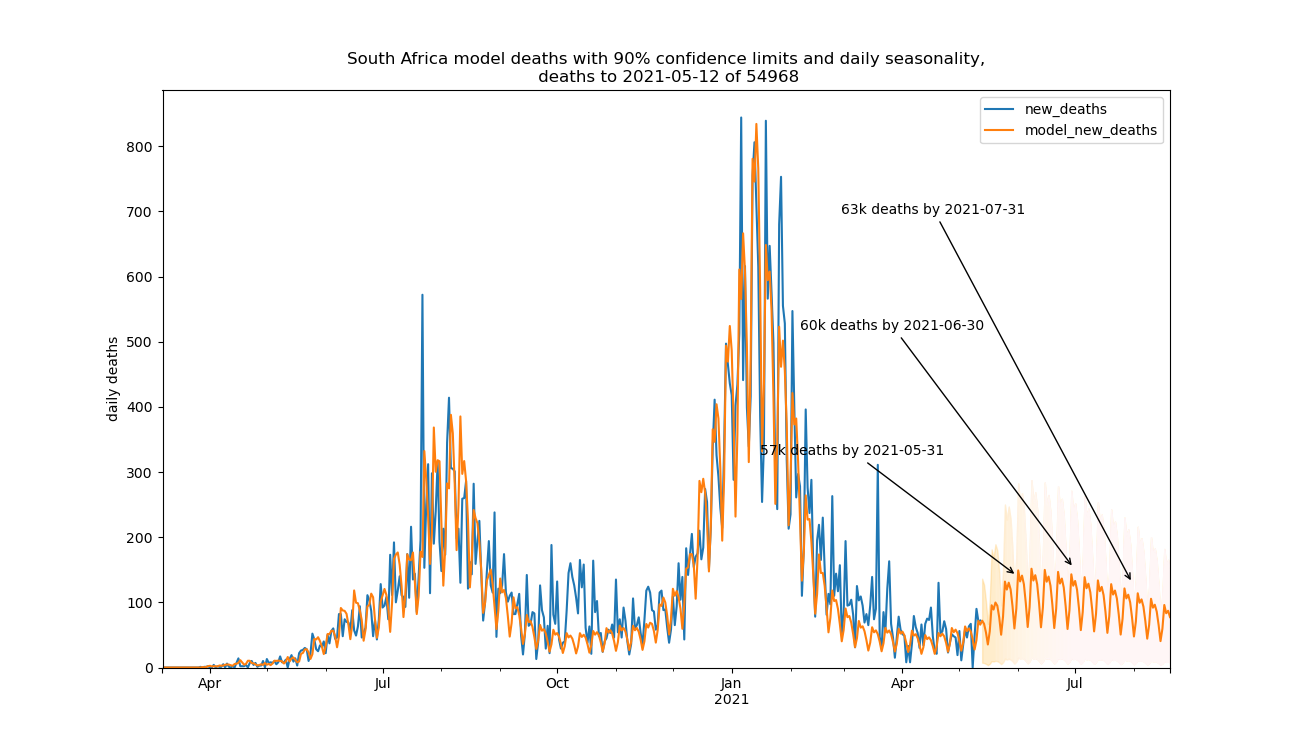 South Africa model deaths with 90% confidence limits and daily seasonality,
deaths to 2021-05-12 of 54968
new_deaths
model_new_deaths
800
700
600
500
400
300
200
100
0
daily deaths
63k deaths by 2021-07-31
60k deaths by 2021-06-30
57k deaths by 2021-05-31
Apr
Jul
Oct
Jan
2021
Apr
Jul